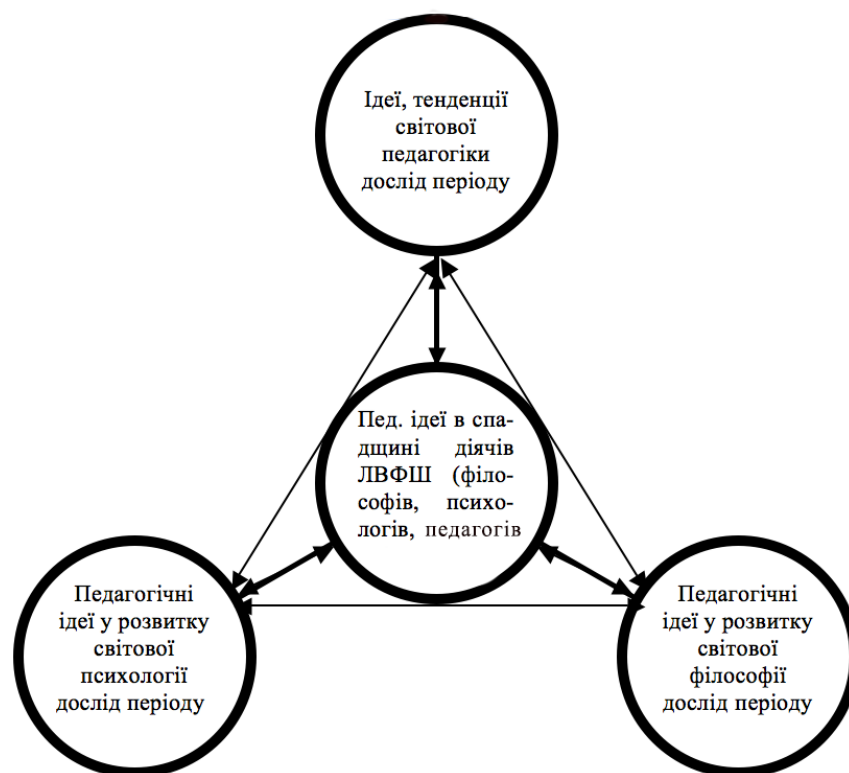 Ідеї, тенденції
світової
педагогіки
дослід періоду
Пед. ідеї в спа-
дщині діячів
ЛВФШ (філо-
софів, психо-
логів, педагогів
Педагогічні
ідеї у розвитку
світової
психології
дослід періоду
Педагогічні
ідеї у розвитку
світової
філософії
дослід періоду